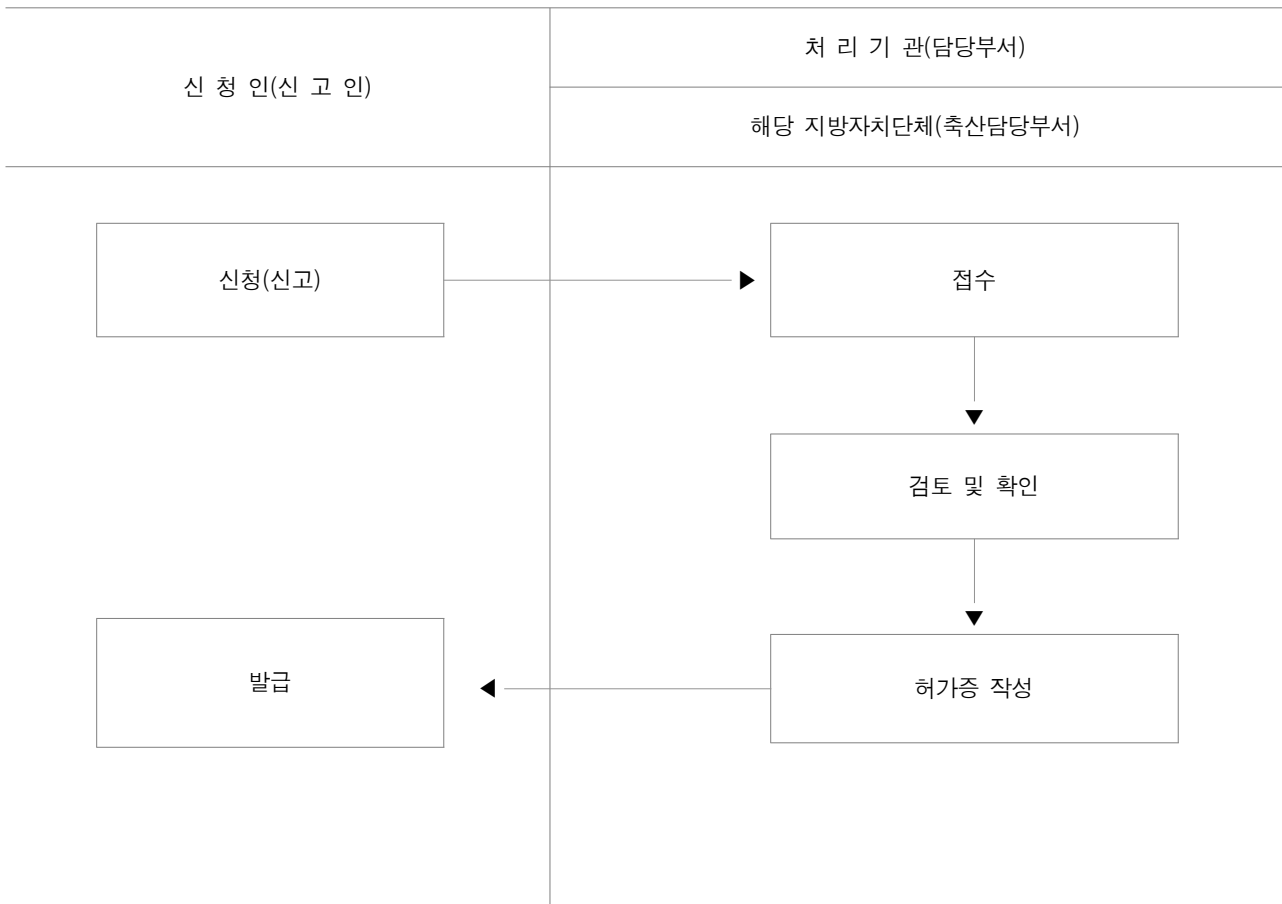 신 청 인(신 고 인)
처 리 기 관(담당부서)
해당 지방자치단체(축산담당부서)
신청(신고)
접수
검토 및 확인
허가증 작성
발급